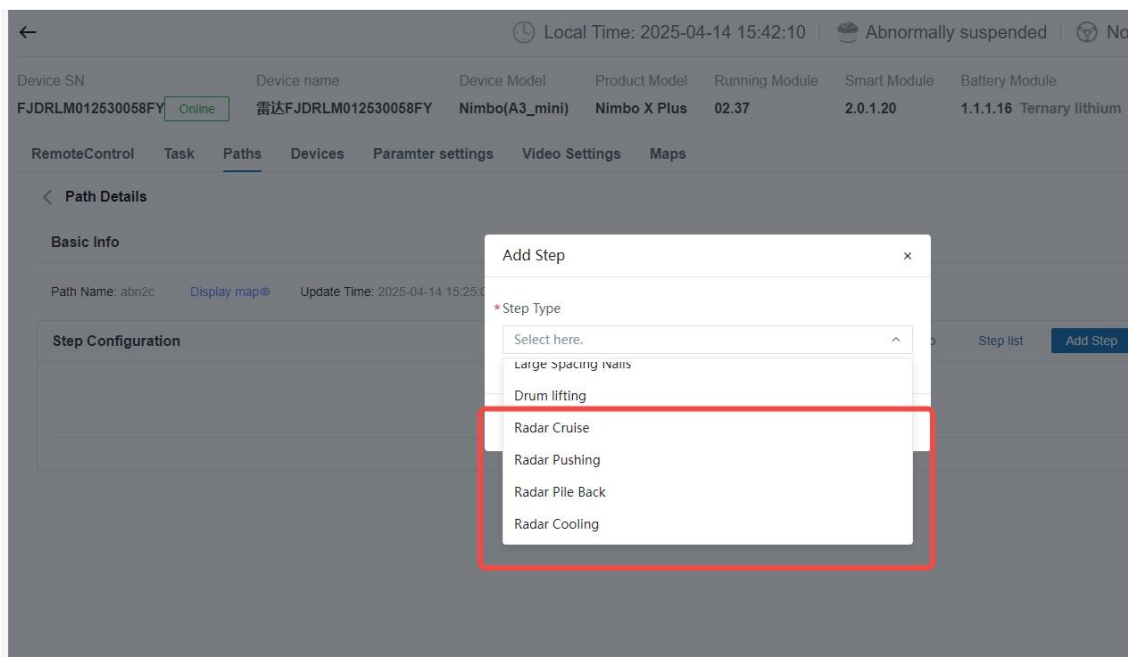 Local Time: 2025-04-14 15:42:10 Abnormally suspended No
Device SN Device name Device Model Product Model Running Module Smart Module Battery Module
FJDRLM012530058FY Online 雷达FJDRLM012530058FY Nimbo(A3_mini) Nimbo X Plus 02.37 2.0.1.20 1.1.1.16 Ternary lithium
RemoteControl Task Paths Devices Paramter settings Video Settings Maps
Path Details
Basic Info
Add Step
Path Name: abn2c Display map Update Time: 2025-04-14 15:25:0
* Step Type
Step Configuration Select here. Step list Add Step
Large Spacing Nails
Drum lifting
Radar Cruise
Radar Pushing
Radar Pile Back
Radar Cooling